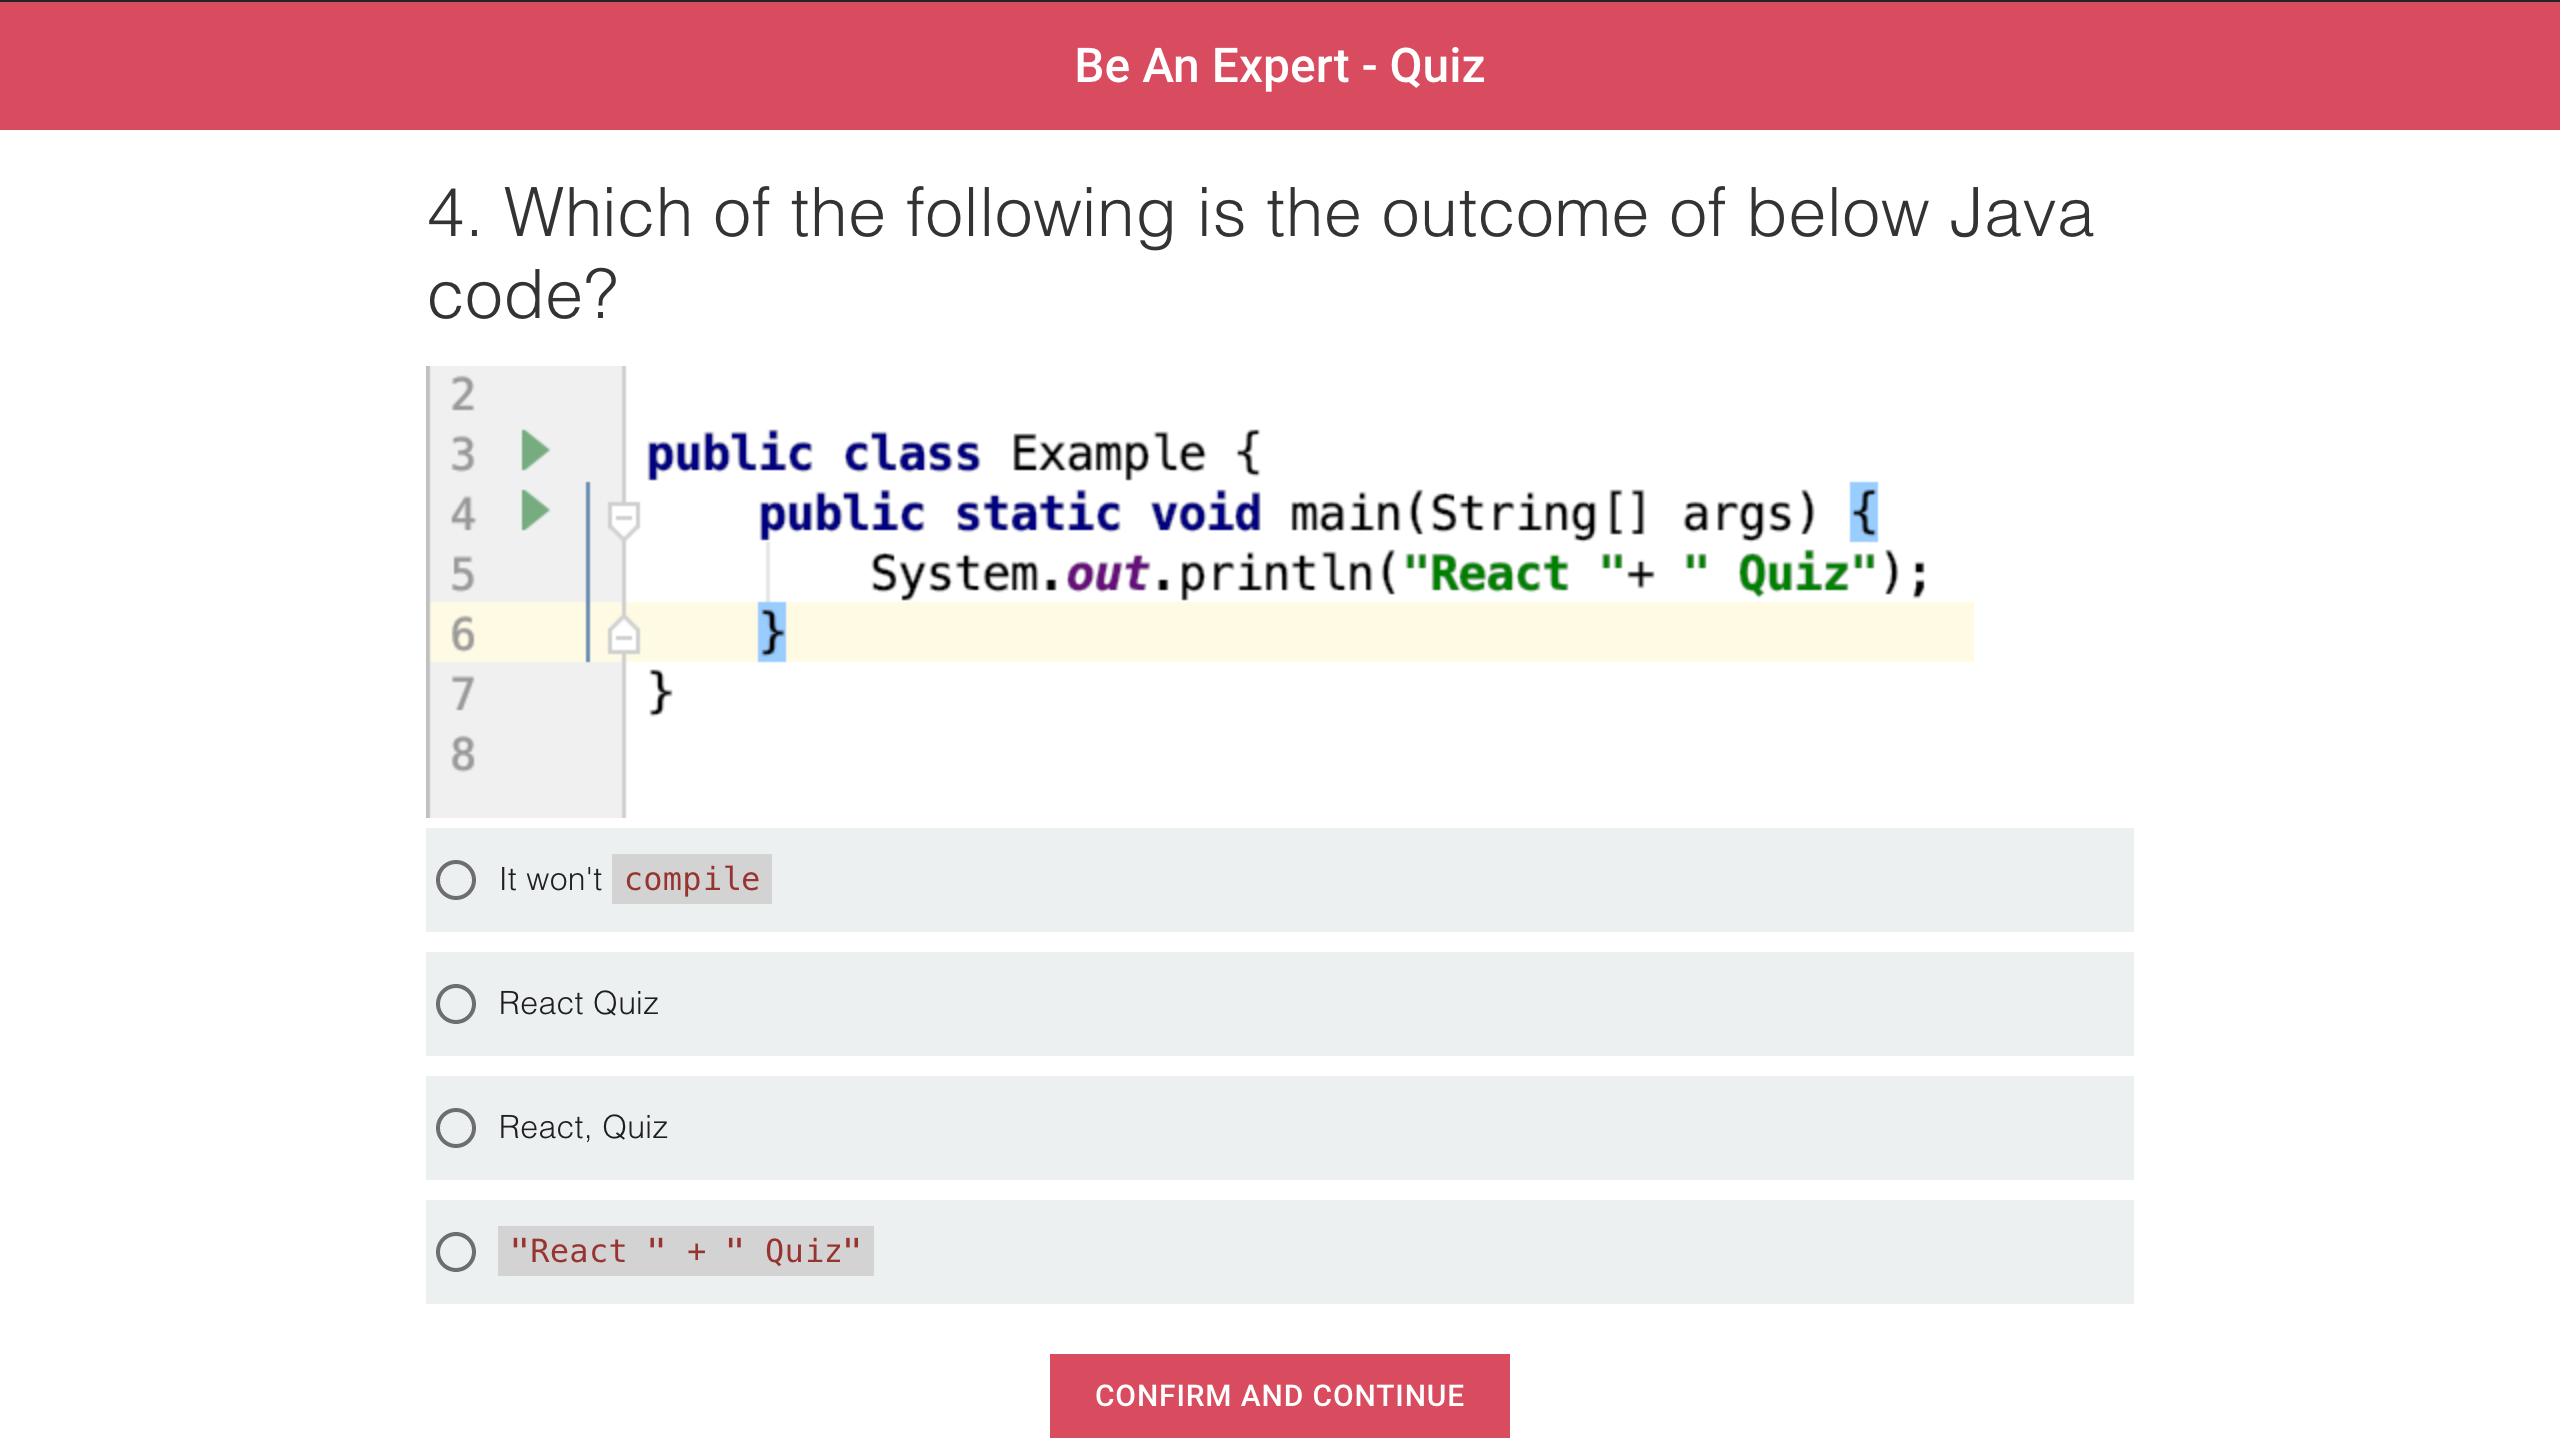 Be An Expert - Quiz
4. Which of the following is the outcome of below Java
code?
2
3 public class Example {
4 public static void main(String[] args) {
5 System.out.println("React "+ " Quiz");
6 }
7 }
8
It won't compile
React Quiz
React, Quiz
"React " + " Quiz"
CONFIRM AND CONTINUE